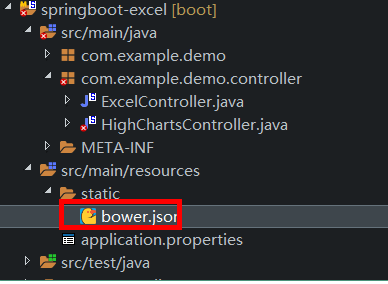 springboot-excel [boot]
src/main/java
com.example.demo
com.example.demo.controller
ExcelController.java
HighChartsController.java
META-INF
src/main/resources
static
bower.json
application.properties
src/test/java